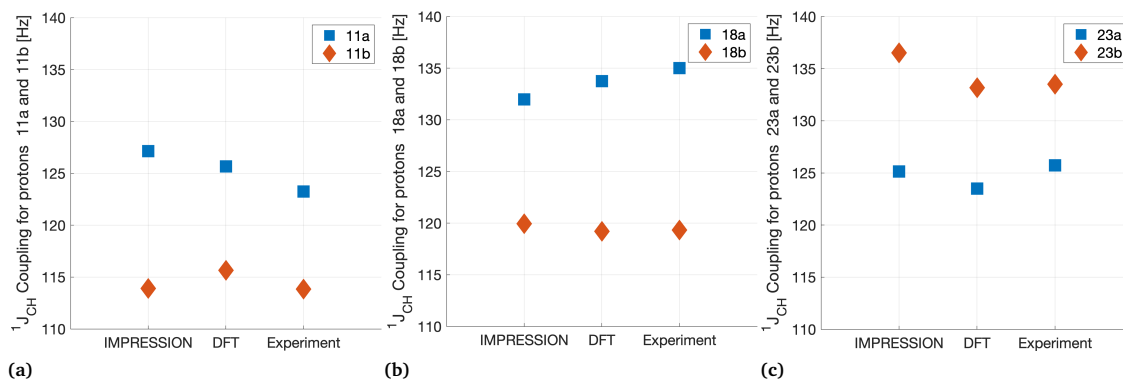 140
135
130
125
120
115
110
¹J_CH Coupling for protons 11a and 11b [Hz]
11a
11b
IMPRESSION DFT Experiment
(a)
140
135
130
125
120
115
110
¹J_CH Coupling for protons 18a and 18b [Hz]
18a
18b
IMPRESSION DFT Experiment
(b)
140
135
130
125
120
115
110
¹J_CH Coupling for protons 23a and 23b [Hz]
23a
23b
IMPRESSION DFT Experiment
(c)